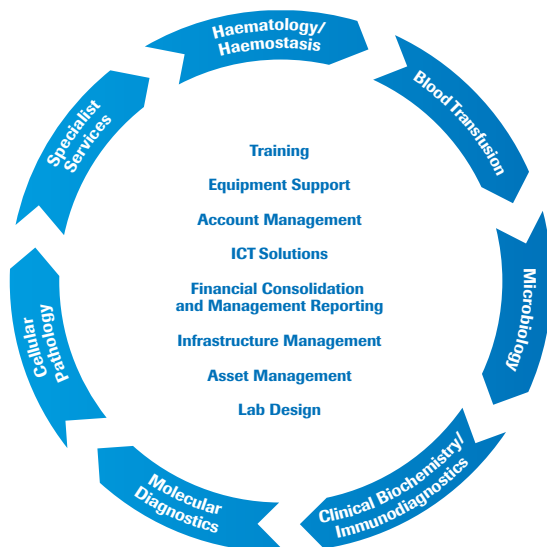 Haematology/
Haemostasis
Blood Transfusion
Microbiology
Clinical Biochemistry/
Immunodiagnostics
Molecular
Diagnostics
Cellular
Pathology
Specialist
Services
Training
Equipment Support
Account Management
ICT Solutions
Financial Consolidation
and Management Reporting
Infrastructure Management
Asset Management
Lab Design